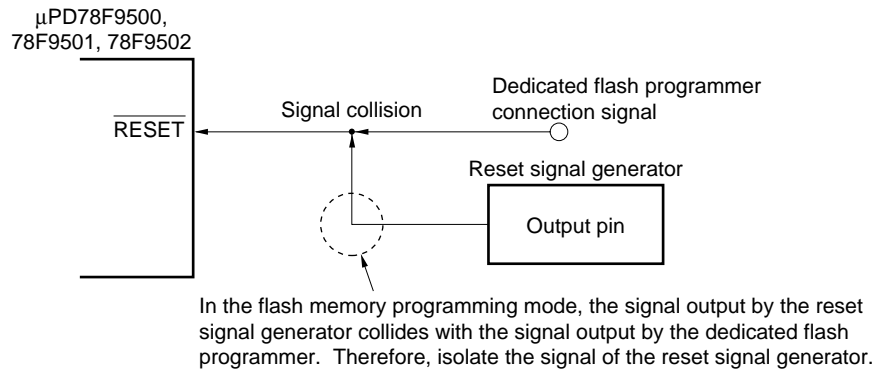 μPD78F9500,
78F9501, 78F9502
Dedicated flash programmer
connection signal
Signal collision
RESET
Reset signal generator
Output pin
In the flash memory programming mode, the signal output by the reset
signal generator collides with the signal output by the dedicated flash
programmer.  Therefore, isolate the signal of the reset signal generator.